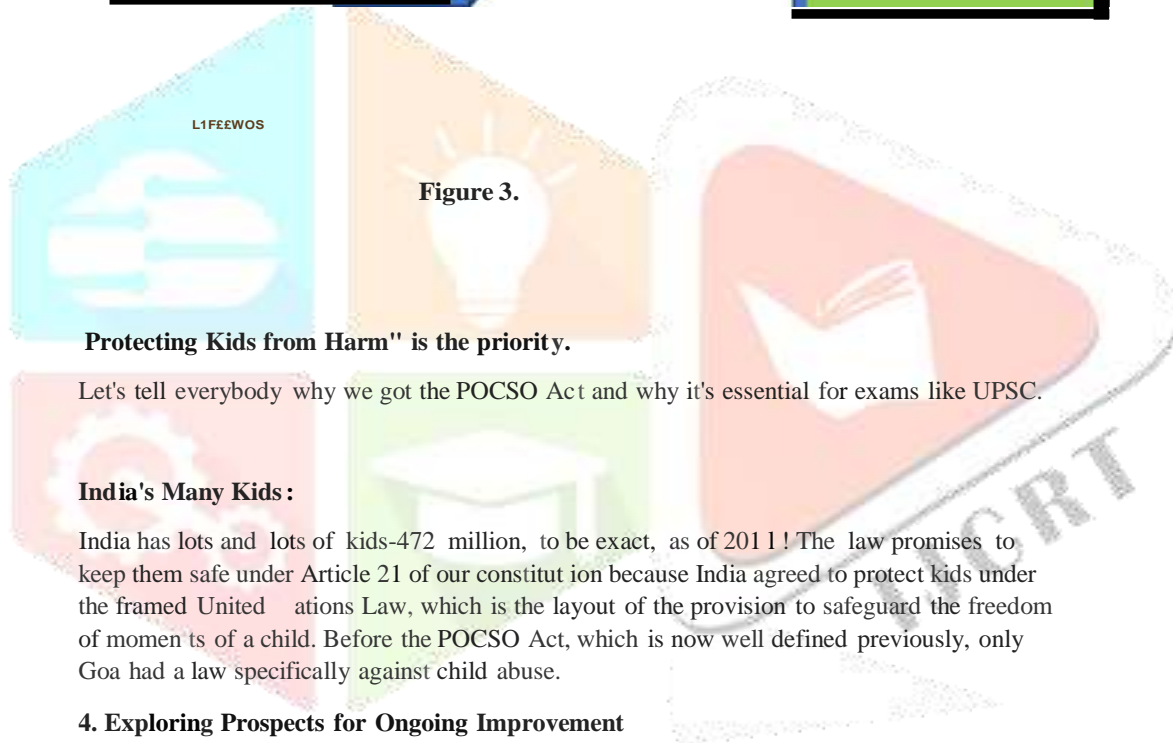 L1F££WOS
Figure 3.
Protecting Kids from Harm" is the priority.
Let's tell everybody why we got the POCSO Act and why it's essential for exams like UPSC.
India's Many Kids :
India has lots and lots of kids-472 million, to be exact, as of 201 l ! The law promises to
keep them safe under Article 21 of our constitut ion because India agreed to protect kids under
the framed United ations Law, which is the layout of the provision to safeguard the freedom
of momen ts of a child. Before the POCSO Act, which is now well defined previously, only
Goa had a law specifically against child abuse.
4. Exploring Prospects for Ongoing Improvement
IJCRT